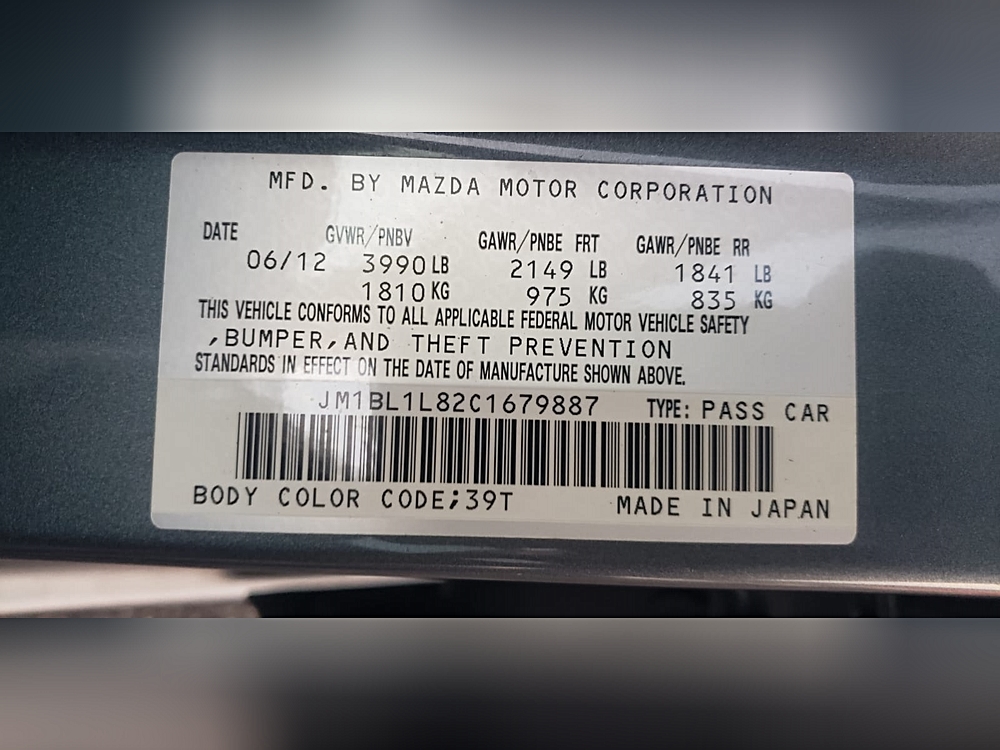 MFD. BY MAZDA MOTOR CORPORATION
DATE GVWR/PNBV GAWR/PNBE FRT GAWR/PNBE RR
06/12 3990 LB 2149 LB 1841 LB
1810 KG 975 KG 835 KG
THIS VEHICLE CONFORMS TO ALL APPLICABLE FEDERAL MOTOR VEHICLE SAFETY
,BUMPER,AND THEFT PREVENTION
STANDARDS IN EFFECT ON THE DATE OF MANUFACTURE SHOWN ABOVE.
JM1BL1L82C1679887 TYPE: PASS CAR
BODY COLOR CODE;39T MADE IN JAPAN